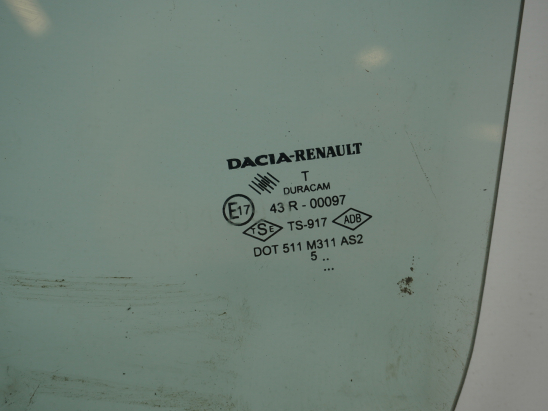 DACIA-RENAULT
T
DURACAM
E17 43 R - 00097
TSE TS-917 ADB
DOT 511 M311 AS2
5 ..
...